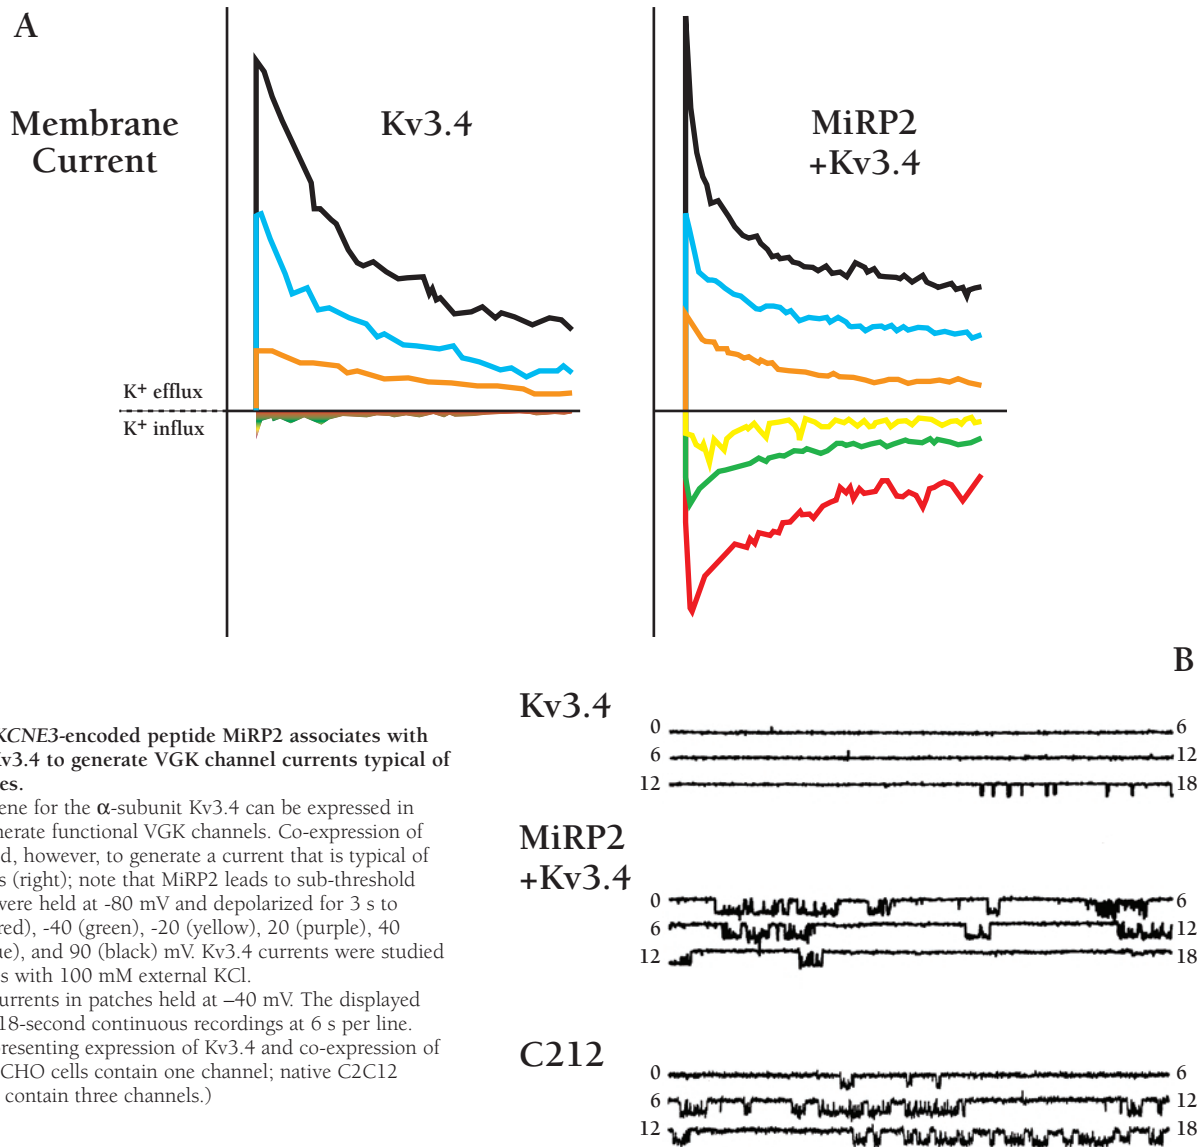 A
Membrane
Current
Kv3.4
MiRP2
+Kv3.4
K+ efflux
K+ influx
B
KCNE3-encoded peptide MiRP2 associates with
v3.4 to generate VGK channel currents typical of
es.
ene for the α-subunit Kv3.4 can be expressed in
nerate functional VGK channels. Co-expression of
d, however, to generate a current that is typical of
s (right); note that MiRP2 leads to sub-threshold
were held at -80 mV and depolarized for 3 s to
red), -40 (green), -20 (yellow), 20 (purple), 40
ue), and 90 (black) mV. Kv3.4 currents were studied
s with 100 mM external KCl.
urrents in patches held at –40 mV. The displayed
18-second continuous recordings at 6 s per line.
resenting expression of Kv3.4 and co-expression of
CHO cells contain one channel; native C2C12
contain three channels.)
Kv3.4
0 6
6 12
12 18
MiRP2
+Kv3.4
0 6
6 12
12 18
C212
0 6
6 12
12 18